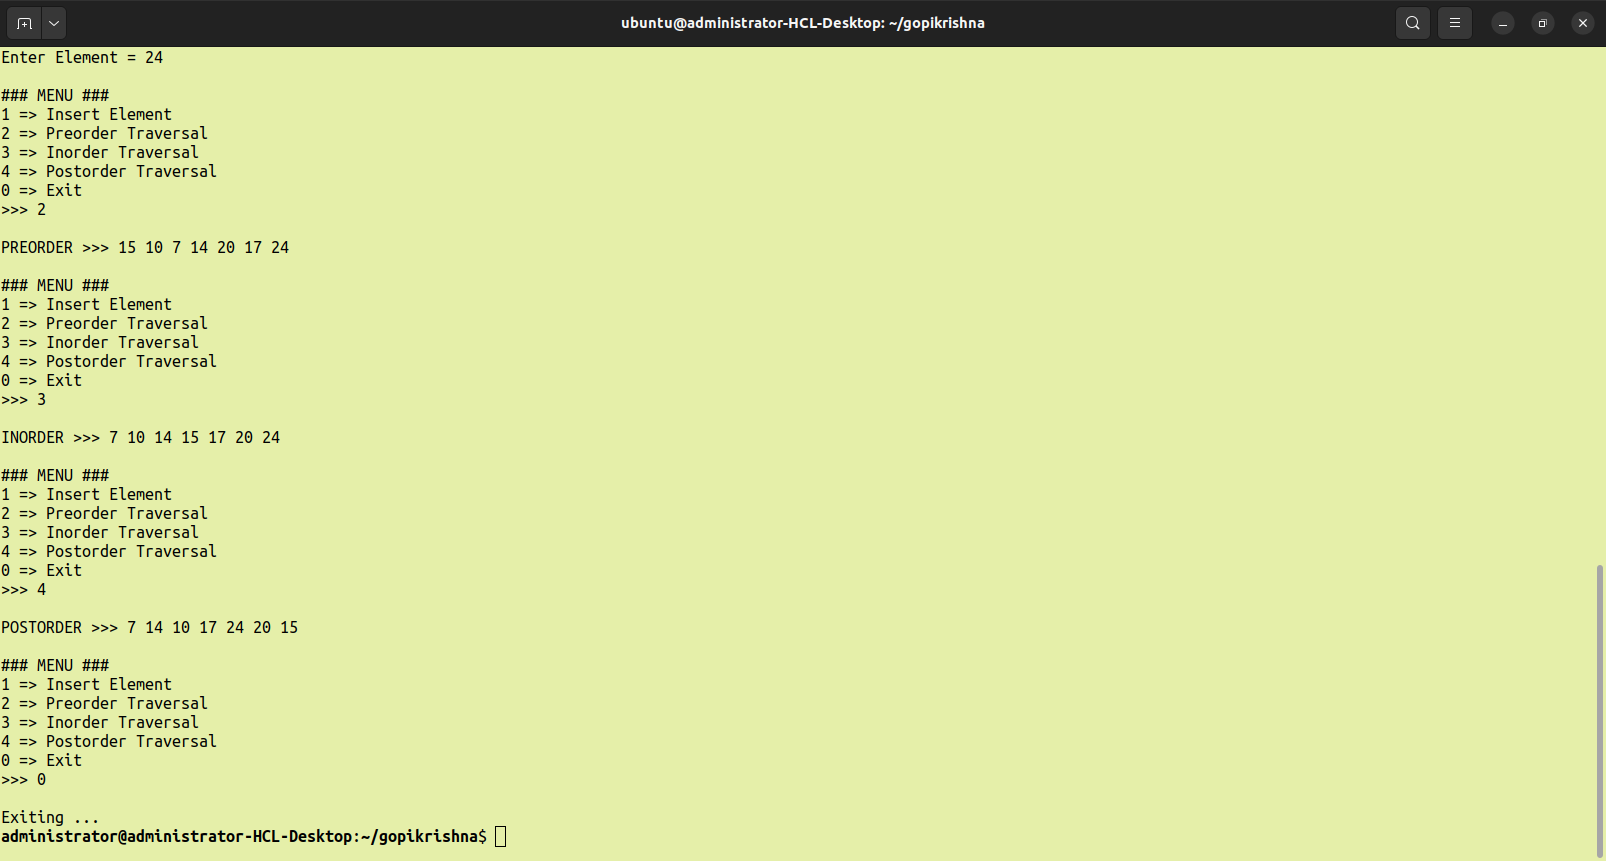 ubuntu@administrator-HCL-Desktop: ~/gopikrishna
Enter Element = 24
### MENU ###
1 => Insert Element
2 => Preorder Traversal
3 => Inorder Traversal
4 => Postorder Traversal
0 => Exit
>>> 2
PREORDER >>> 15 10 7 14 20 17 24
### MENU ###
1 => Insert Element
2 => Preorder Traversal
3 => Inorder Traversal
4 => Postorder Traversal
0 => Exit
>>> 3
INORDER >>> 7 10 14 15 17 20 24
### MENU ###
1 => Insert Element
2 => Preorder Traversal
3 => Inorder Traversal
4 => Postorder Traversal
0 => Exit
>>> 4
POSTORDER >>> 7 14 10 17 24 20 15
### MENU ###
1 => Insert Element
2 => Preorder Traversal
3 => Inorder Traversal
4 => Postorder Traversal
0 => Exit
>>> 0
Exiting ...
administrator@administrator-HCL-Desktop:~/gopikrishna$